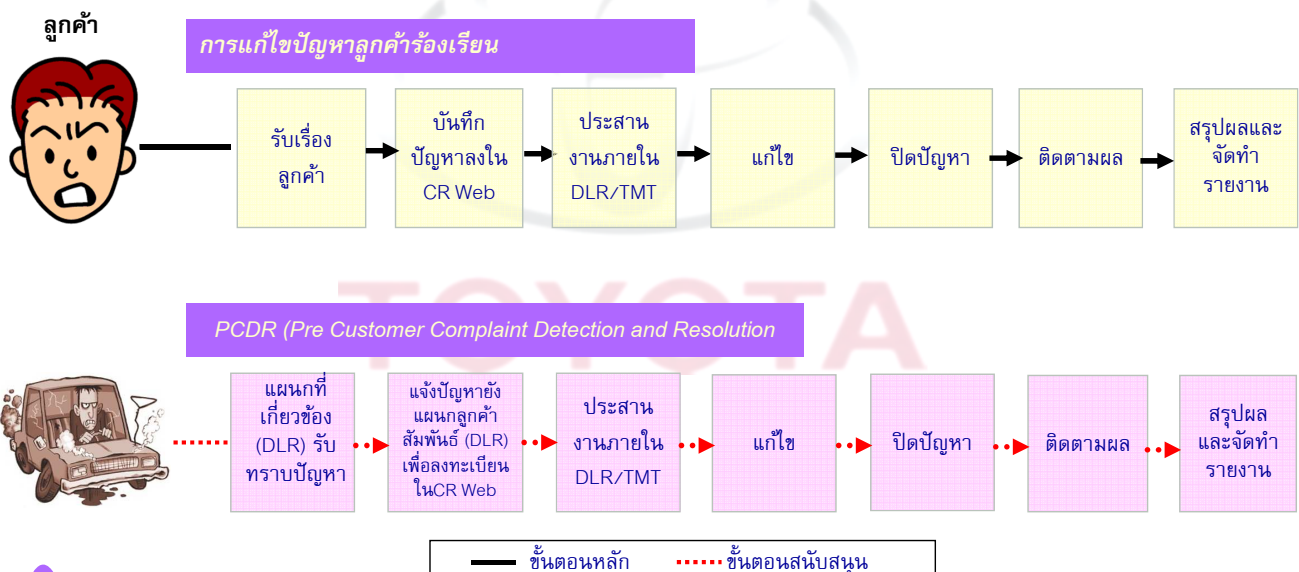 ลูกค้า
การแก้ไขปัญหาลูกค้าร้องเรียน
รับเรื่อง
ลูกค้า
บันทึก
ปัญหาลงใน
CR Web
ประสาน
งานภายใน
DLR/TMT
แก้ไข
ปิดปัญหา
ติดตามผล
สรุปผลและ
จัดทำ
รายงาน
TOYOTA
PCDR (Pre Customer Complaint Detection and Resolution
แผนกที่
เกี่ยวข้อง
(DLR) รับ
ทราบปัญหา
แจ้งปัญหายัง
แผนกลูกค้า
สัมพันธ์ (DLR)
เพื่อลงทะเบียน
ในCR Web
ประสาน
งานภายใน
DLR/TMT
แก้ไข
ปิดปัญหา
ติดตามผล
สรุปผล
และจัดทำ
รายงาน
ขั้นตอนหลัก ขั้นตอนสนับสนุน